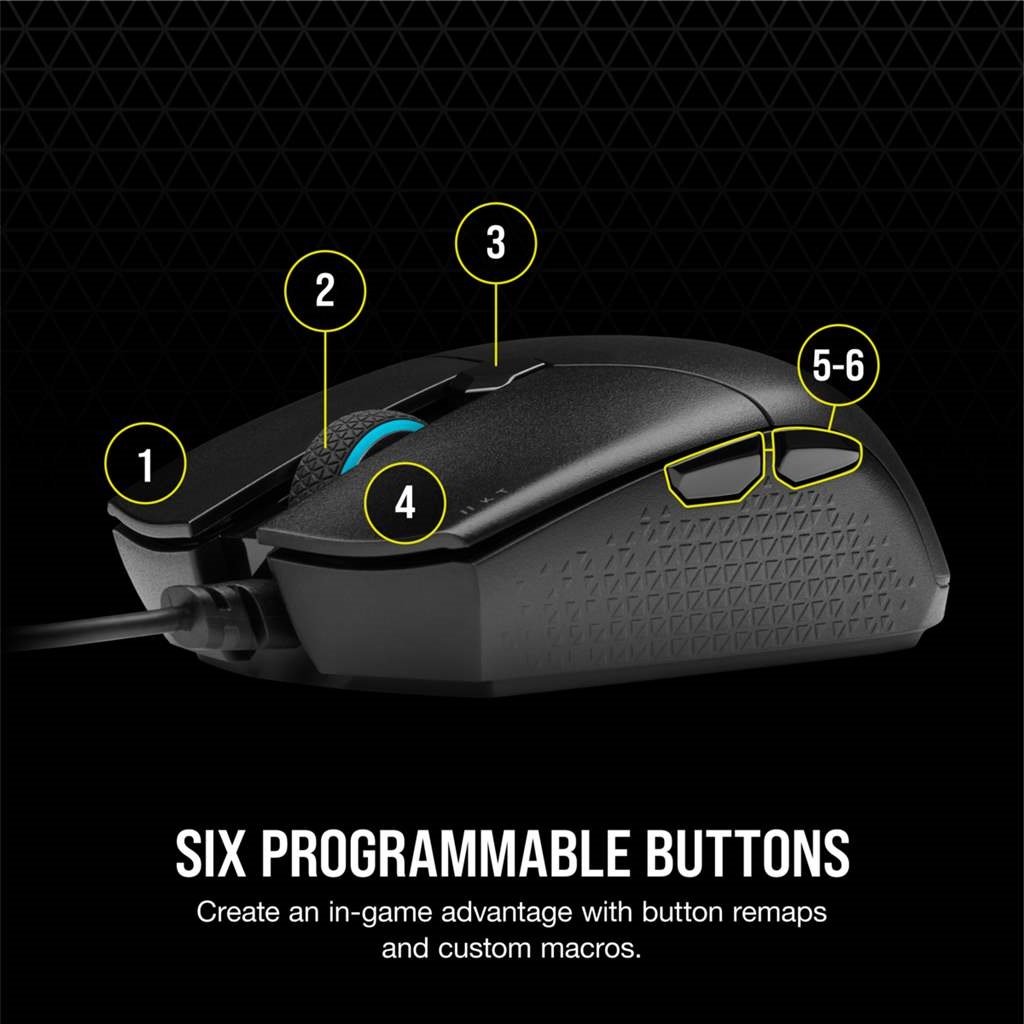 3
2
5-6
1
4
SIX PROGRAMMABLE BUTTONS
Create an in-game advantage with button remaps
and custom macros.